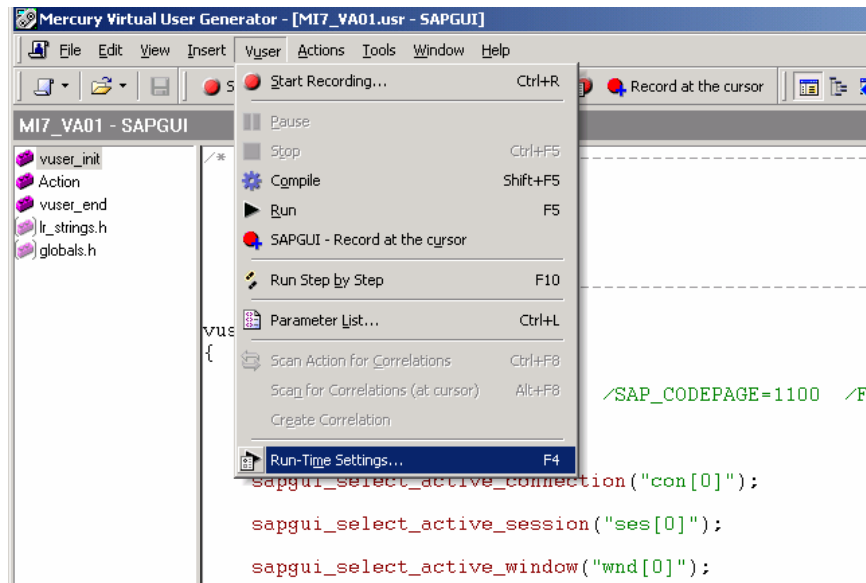 Mercury Virtual User Generator - [MI7_VA01.usr - SAPGUI]
File Edit View Insert Vuser Actions Tools Window Help
S Record at the cursor
MI7_VA01 - SAPGUI
vuser_init
Action
vuser_end
lr_strings.h
globals.h
Start Recording... Ctrl+R
Pause
Stop Ctrl+F5
Compile Shift+F5
Run F5
SAPGUI - Record at the cursor
Run Step by Step F10
Parameter List... Ctrl+L
Scan Action for Correlations Ctrl+F8
Scan for Correlations (at cursor) Alt+F8
Create Correlation
Run-Time Settings... F4
/*
vus
{
/SAP_CODEPAGE=1100 /F
sapgui_select_active_connection("con[0]");
sapgui_select_active_session("ses[0]");
sapgui_select_active_window("wnd[0]");